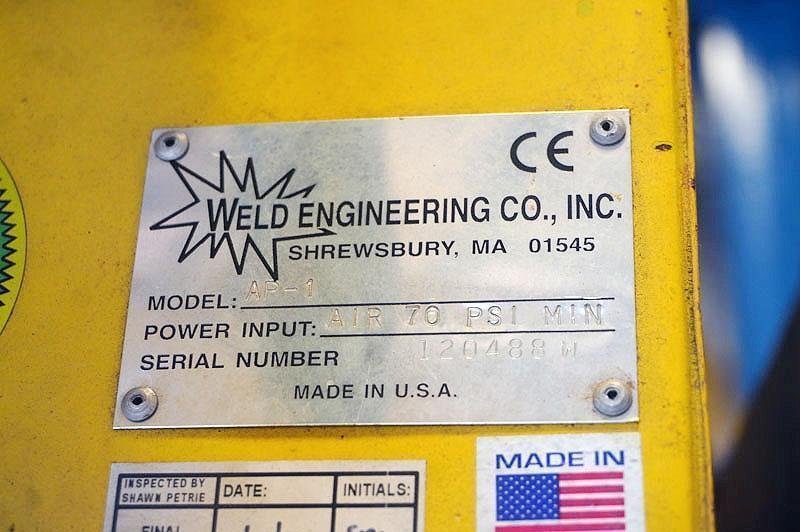 CE
WELD ENGINEERING CO., INC.
SHREWSBURY, MA 01545
MODEL: AP-1
POWER INPUT: AIR 70 PSI MIN
SERIAL NUMBER 120488 W
MADE IN U.S.A.
MADE IN
INSPECTED BY
SHAWN PETRIE
DATE:
INITIALS:
FINAL